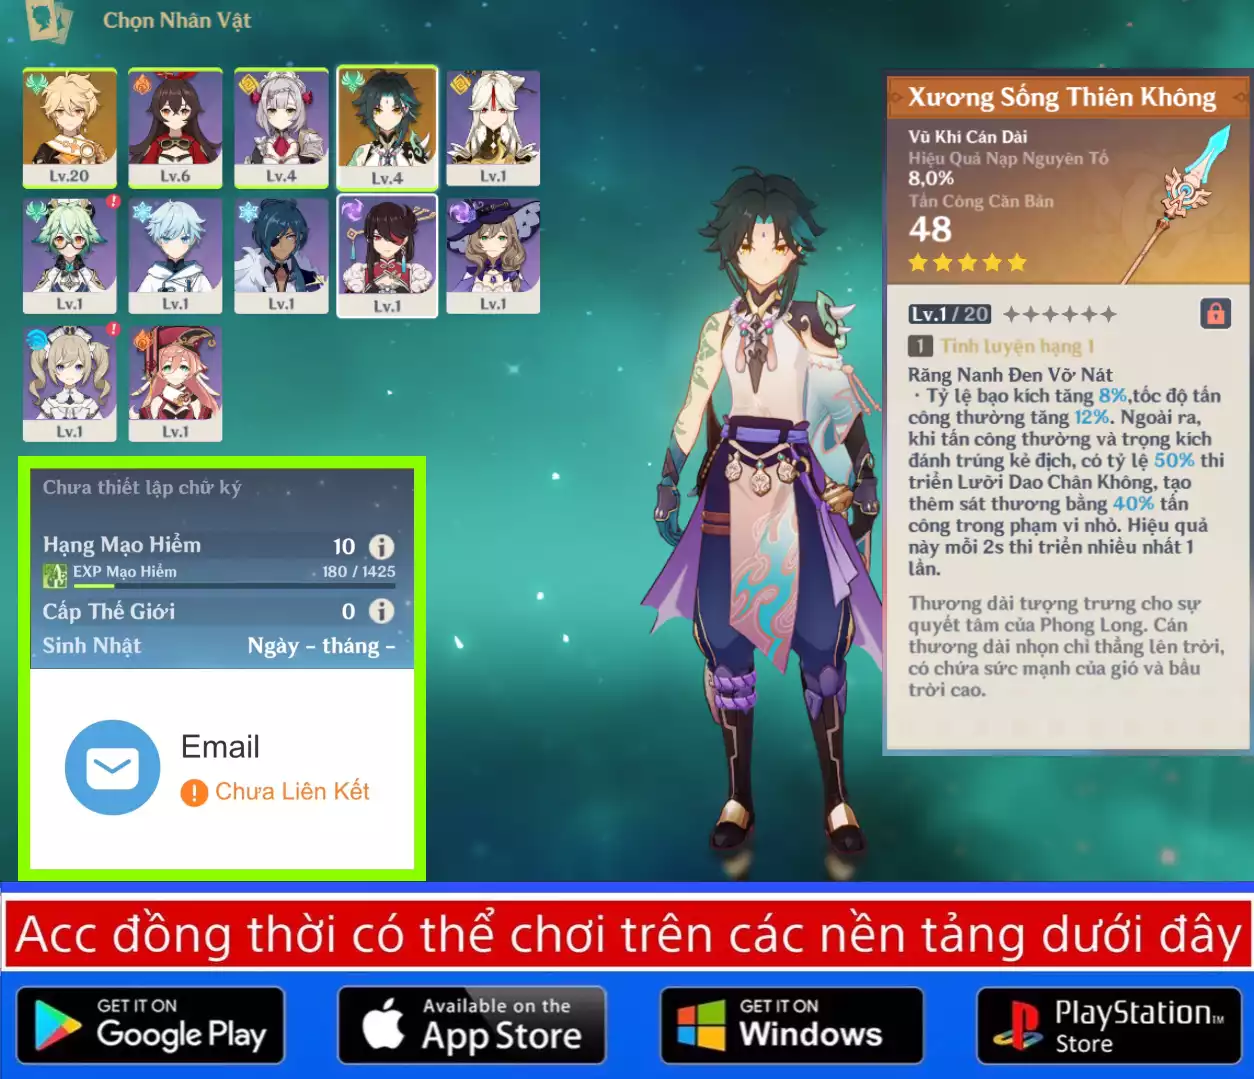 Chọn Nhân Vật
Lv.20
Lv.6
Lv.4
Lv.4
Lv.1
Lv.1
Lv.1
Lv.1
Lv.1
Lv.1
Lv.1
Lv.1
Chưa thiết lập chữ ký
Hạng Mạo Hiểm 10
EXP Mạo Hiểm 180 / 1425
Cấp Thế Giới 0
Sinh Nhật Ngày - tháng -
Email
Chưa Liên Kết
Xương Sống Thiên Không
Vũ Khí Cán Dài
Hiệu Quả Nạp Nguyên Tố
8,0%
Tấn Công Căn Bản
48
Lv.1 / 20
1 Tinh luyện hạng 1
Răng Nanh Đen Vỡ Nát
· Tỷ lệ bạo kích tăng 8%,tốc độ tấn
công thường tăng 12%. Ngoài ra,
khi tấn công thường và trọng kích
đánh trúng kẻ địch, có tỷ lệ 50% thi
triển Lưỡi Dao Chân Không, tạo
thêm sát thương bằng 40% tấn
công trong phạm vi nhỏ. Hiệu quả
này mỗi 2s thi triển nhiều nhất 1
lần.
Thương dài tượng trưng cho sự
quyết tâm của Phong Long. Cán
thương dài nhọn chỉ thẳng lên trời,
có chứa sức mạnh của gió và bầu
trời cao.
Acc đồng thời có thể chơi trên các nền tảng dưới đây
GET IT ON
Google Play
Available on the
App Store
GET IT ON
Windows
PlayStation™
Store